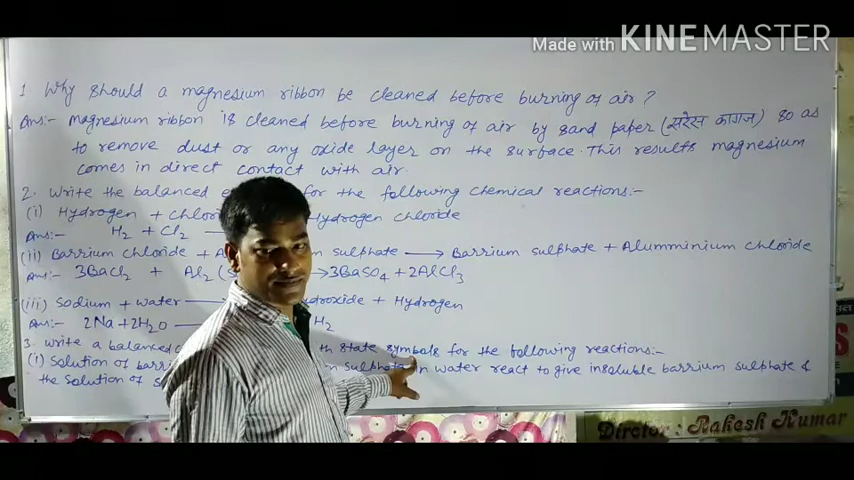 Made with KINEMASTER
1. Why should a magnesium ribbon be cleaned before burning of air ?
Ans:- Magnesium ribbon is cleaned before burning of air by sand paper (सरेस कागज) so as
to remove dust or any oxide layer on the surface. This results magnesium
comes in direct contact with air.
2. Write the balanced for the following chemical reactions:-
(i) Hydrogen + Hydrogen chloride
Ans:- H2 + Cl2
(ii) Barrium chloride + sulphate → Barrium sulphate + Alumminium chloride
Ans:- 3BaCl2 + Al2 → 3BaSO4 + 2AlCl3
(iii) Sodium + water → + Hydrogen
Ans:- 2Na + 2H2O → H2
3. Write a balanced state symbols for the following reactions:-
(i) Solution of in water react to give insoluble barrium sulphate &
the solution of
Director : Rakesh Kumar